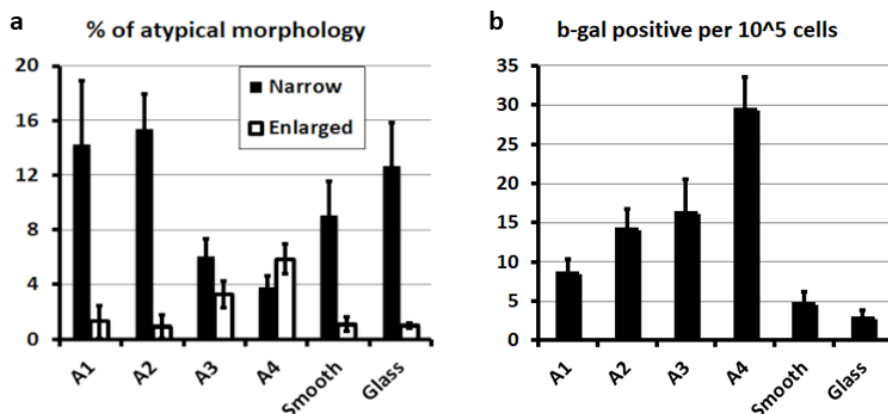 a
% of atypical morphology
20
16
12
8
4
0
Narrow
Enlarged
A1
A2
A3
A4
Smooth
Glass
b
b-gal positive per 10^5 cells
35
30
25
20
15
10
5
0
A1
A2
A3
A4
Smooth
Glass